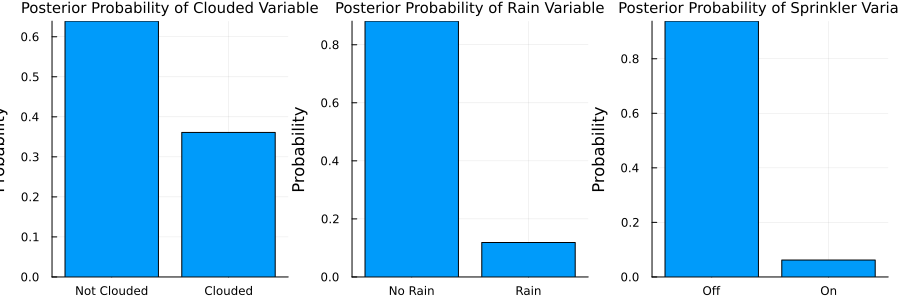 Posterior Probability of Clouded Variable
Probability
0.6
0.5
0.4
0.3
0.2
0.1
0.0
Not Clouded
Clouded
Posterior Probability of Rain Variable
Probability
0.8
0.6
0.4
0.2
0.0
No Rain
Rain
Posterior Probability of Sprinkler Varia
Probability
0.8
0.6
0.4
0.2
0.0
Off
On